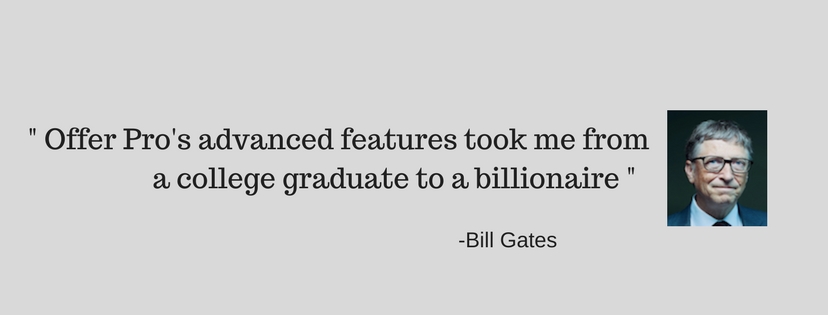 " Offer Pro's advanced features took me from
a college graduate to a billionaire "
-Bill Gates